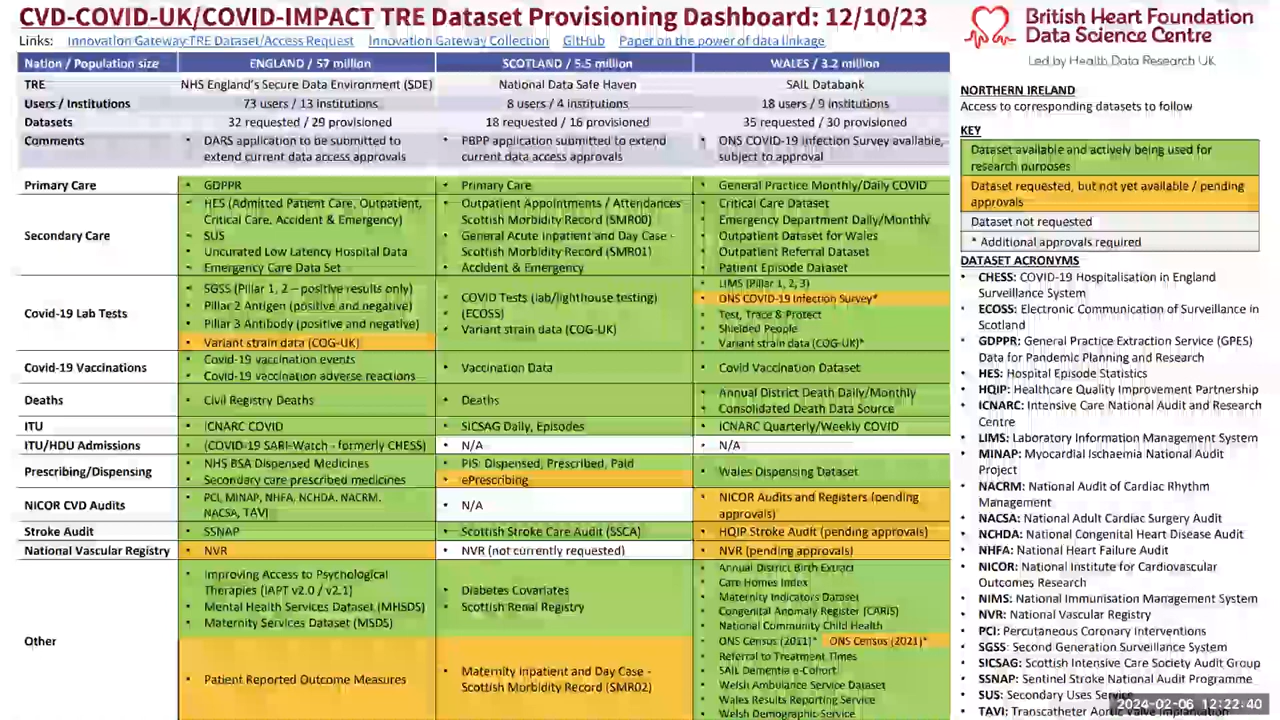 CVD-COVID-UK/COVID-IMPACT TRE Dataset Provisioning Dashboard: 12/10/23
Links: Innovation Gateway:TRE Dataset/Access Request Innovation Gateway Collection GitHub Paper on the power of data linkage
British Heart Foundation
Data Science Centre
Led by Health Data Research UK
Nation / Population size ENGLAND / 57 million SCOTLAND / 5.5 million WALES / 3.2 million
TRE NHS England's Secure Data Environment (SDE) National Data Safe Haven SAIL Databank
Users / Institutions 73 users / 13 institutions 8 users / 4 institutions 18 users / 9 institutions
Datasets 32 requested / 29 provisioned 18 requested / 16 provisioned 35 requested / 30 provisioned
Comments
• DARS application to be submitted to
extend current data access approvals
• PBPP application submitted to extend
current data access approvals
• ONS COVID-19 Infection Survey available,
subject to approval
Primary Care
• GDPPR
• Primary Care
• General Practice Monthly/Daily COVID
Secondary Care
• HES (Admitted Patient Care, Outpatient,
Critical Care, Accident & Emergency)
• SUS
• Uncurated Low Latency Hospital Data
• Emergency Care Data Set
• Outpatient Appointments / Attendances
Scottish Morbidity Record (SMR00)
• General Acute Inpatient and Day Case -
Scottish Morbidity Record (SMR01)
• Accident & Emergency
• Critical Care Dataset
• Emergency Department Daily/Monthly
• Outpatient Dataset for Wales
• Outpatient Referral Dataset
• Patient Episode Dataset
Covid-19 Lab Tests
• SGSS (Pillar 1, 2 – positive results only)
• Pillar 2 Antigen (positive and negative)
• Pillar 3 Antibody (positive and negative)
• Variant strain data (COG-UK)
• COVID Tests (lab/lighthouse testing)
• (ECOSS)
• Variant strain data (COG-UK)
• LIMS (Pillar 1, 2, 3)
• ONS COVID-19 Infection Survey*
• Test, Trace & Protect
• Shielded People
• Variant strain data (COG-UK)*
Covid-19 Vaccinations
• Covid-19 vaccination events
• Covid-19 vaccination adverse reactions
• Vaccination Data
• Covid Vaccination Dataset
Deaths
• Civil Registry Deaths
• Deaths
• Annual District Death Daily/Monthly
• Consolidated Death Data Source
ITU
• ICNARC COVID
• SICSAG Daily, Episodes
• ICNARC Quarterly/Weekly COVID
ITU/HDU Admissions
• (COVID-19 SARI-Watch - formerly CHESS)
• N/A
• N/A
Prescribing/Dispensing
• NHS BSA Dispensed Medicines
• Secondary care prescribed medicines
• PIS: Dispensed, Prescribed, Paid
• ePrescribing
• Wales Dispensing Dataset
NICOR CVD Audits
• PCI, MINAP, NHFA, NCHDA, NACRM,
NACSA, TAVI
• N/A
• NICOR Audits and Registers (pending
approvals)
Stroke Audit
• SSNAP
• Scottish Stroke Care Audit (SSCA)
• HQIP Stroke Audit (pending approvals)
National Vascular Registry
• NVR
• NVR (not currently requested)
• NVR (pending approvals)
Other
• Improving Access to Psychological
Therapies (IAPT v2.0 / v2.1)
• Mental Health Services Dataset (MHSDS)
• Maternity Services Dataset (MSDS)
• Patient Reported Outcome Measures
• Diabetes Covariates
• Scottish Renal Registry
• Maternity Inpatient and Day Case -
Scottish Morbidity Record (SMR02)
• Annual District Birth Extract
• Care Homes Index
• Maternity Indicators Dataset
• Congenital Anomaly Register (CARIS)
• National Community Child Health
• ONS Census (2011)* ONS Census (2021)*
• Referral to Treatment Times
• SAIL Dementia e-Cohort
• Welsh Ambulance Service Dataset
• Wales Results Reporting Service
• Welsh Demographic Service
NORTHERN IRELAND
Access to corresponding datasets to follow
KEY
Dataset available and actively being used for
research purposes
Dataset requested, but not yet available / pending
approvals
Dataset not requested
* Additional approvals required
DATASET ACRONYMS
• CHESS: COVID-19 Hospitalisation in England
Surveillance System
• ECOSS: Electronic Communication of Surveillance in
Scotland
• GDPPR: General Practice Extraction Service (GPES)
Data for Pandemic Planning and Research
• HES: Hospital Episode Statistics
• HQIP: Healthcare Quality Improvement Partnership
• ICNARC: Intensive Care National Audit and Research
Centre
• LIMS: Laboratory Information Management System
• MINAP: Myocardial Ischaemia National Audit
Project
• NACRM: National Audit of Cardiac Rhythm
Management
• NACSA: National Adult Cardiac Surgery Audit
• NCHDA: National Congenital Heart Disease Audit
• NHFA: National Heart Failure Audit
• NICOR: National Institute for Cardiovascular
Outcomes Research
• NIMS: National Immunisation Management System
• NVR: National Vascular Registry
• PCI: Percutaneous Coronary Interventions
• SGSS: Second Generation Surveillance System
• SICSAG: Scottish Intensive Care Society Audit Group
• SSNAP: Sentinel Stroke National Audit Programme
• SUS: Secondary Uses Service
• TAVI: Transcatheter Aortic Valve Implantation
2024-02-06 12:22:40